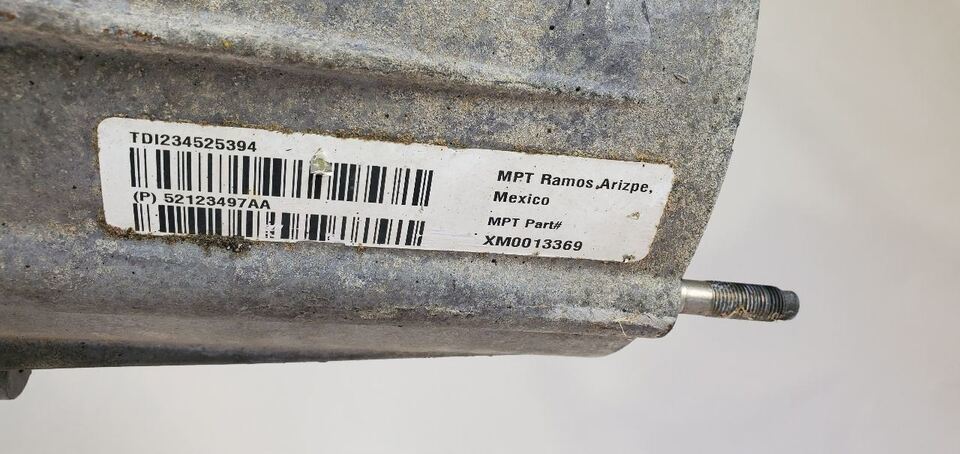 TDI234525394
(P) 52123497AA
MPT Ramos Arizpe,
Mexico
MPT Part#
XM0013369